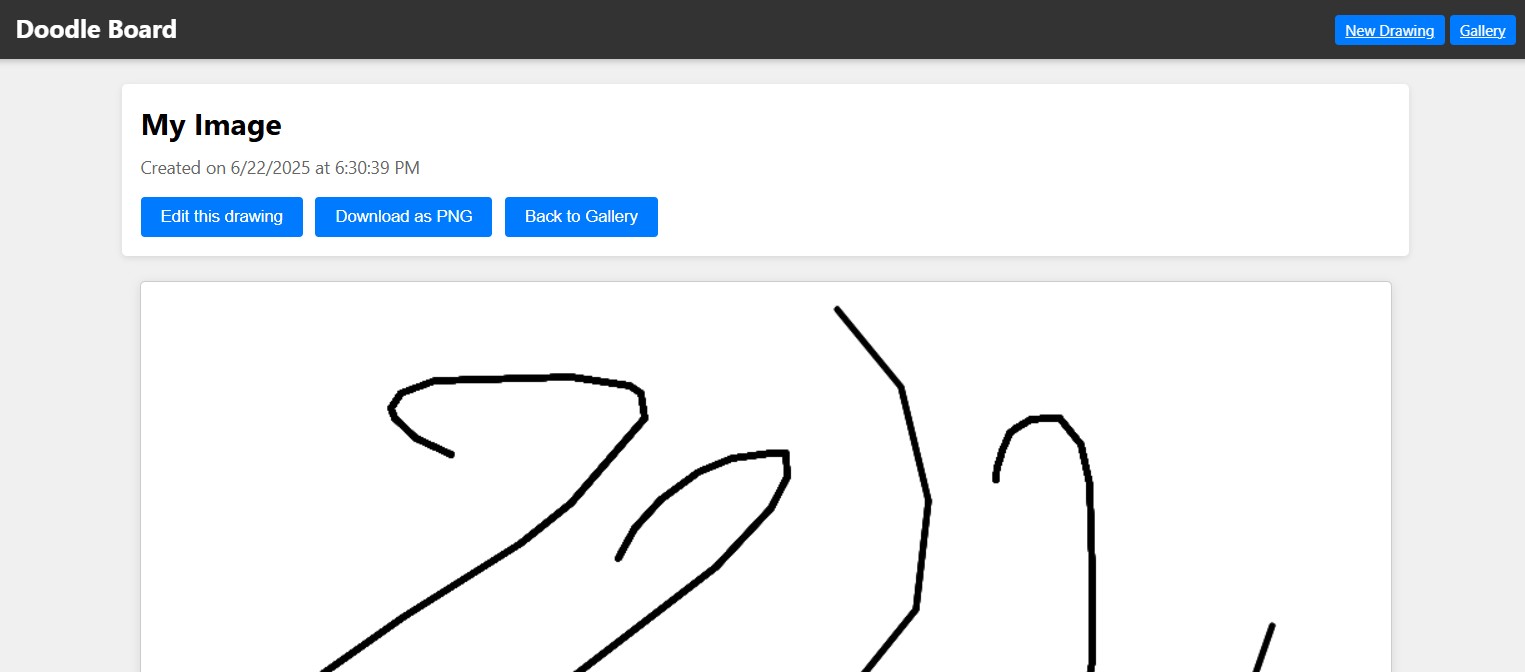 Doodle Board
New Drawing Gallery
My Image
Created on 6/22/2025 at 6:30:39 PM
Edit this drawing Download as PNG Back to Gallery